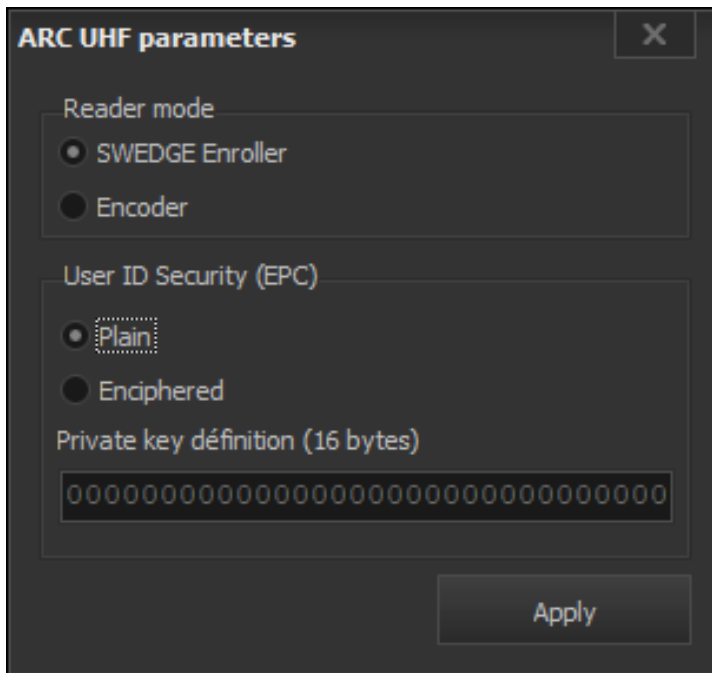 ARC UHF parameters
Reader mode
SWEDGE Enroller
Encoder
User ID Security (EPC)
Plain
Enciphered
Private key définition (16 bytes)
00000000000000000000000000000000
Apply